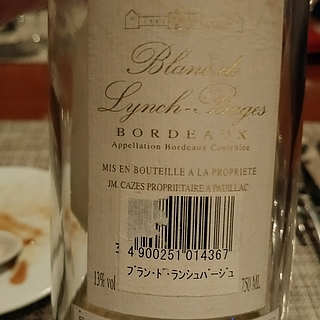 Blanc de
Lynch-Bages
BORDEAUX
Appellation Bordeaux Contrôlée
MIS EN BOUTEILLE A LA PROPRIETE
JM. CAZES PROPRIETAIRE A PAUILLAC
4 900251 014367
13% vol
ブラン・ド・ランシュバージュ
750 ML